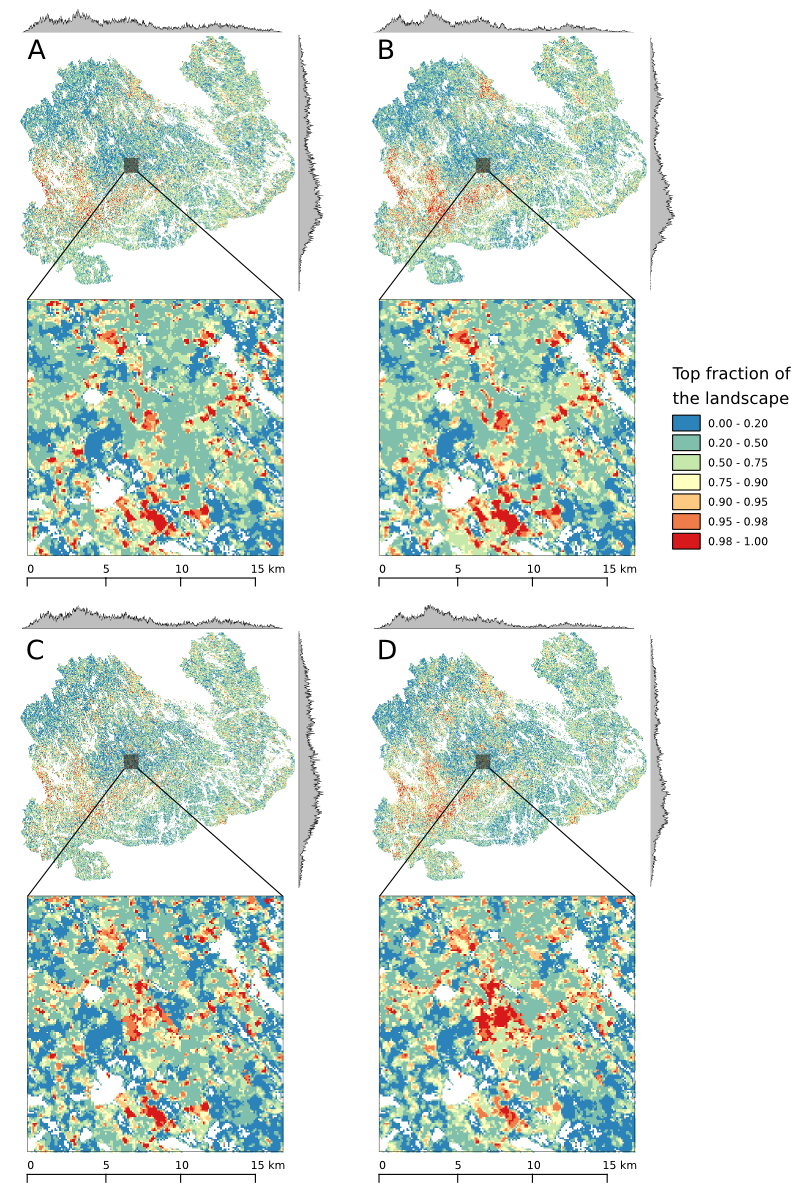 A
B
0 5 10 15 km
0 5 10 15 km
Top fraction of
the landscape
0.00 - 0.20
0.20 - 0.50
0.50 - 0.75
0.75 - 0.90
0.90 - 0.95
0.95 - 0.98
0.98 - 1.00
C
D
0 5 10 15 km
0 5 10 15 km